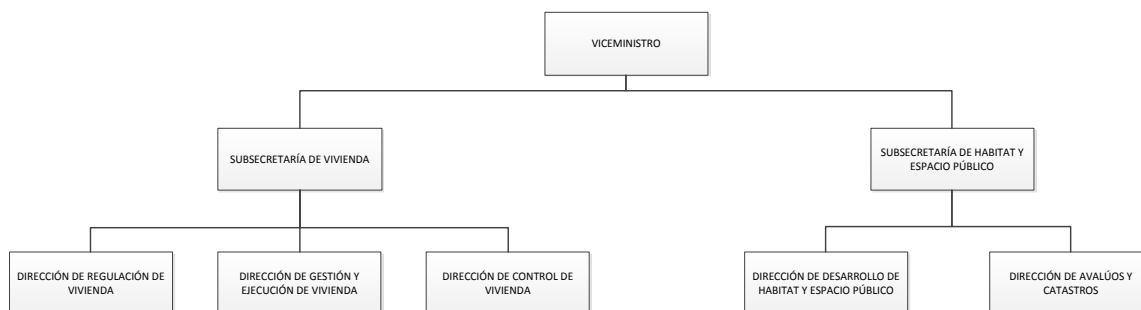 VICEMINISTRO
SUBSECRETARÍA DE VIVIENDA
SUBSECRETARÍA DE HABITAT Y
ESPACIO PÚBLICO
DIRECCIÓN DE REGULACIÓN DE
VIVIENDA
DIRECCIÓN DE GESTIÓN Y
EJECUCIÓN DE VIVIENDA
DIRECCIÓN DE CONTROL DE
VIVIENDA
DIRECCIÓN DE DESARROLLO DE
HABITAT Y ESPACIO PÚBLICO
DIRECCIÓN DE AVALÚOS Y
CATASTROS